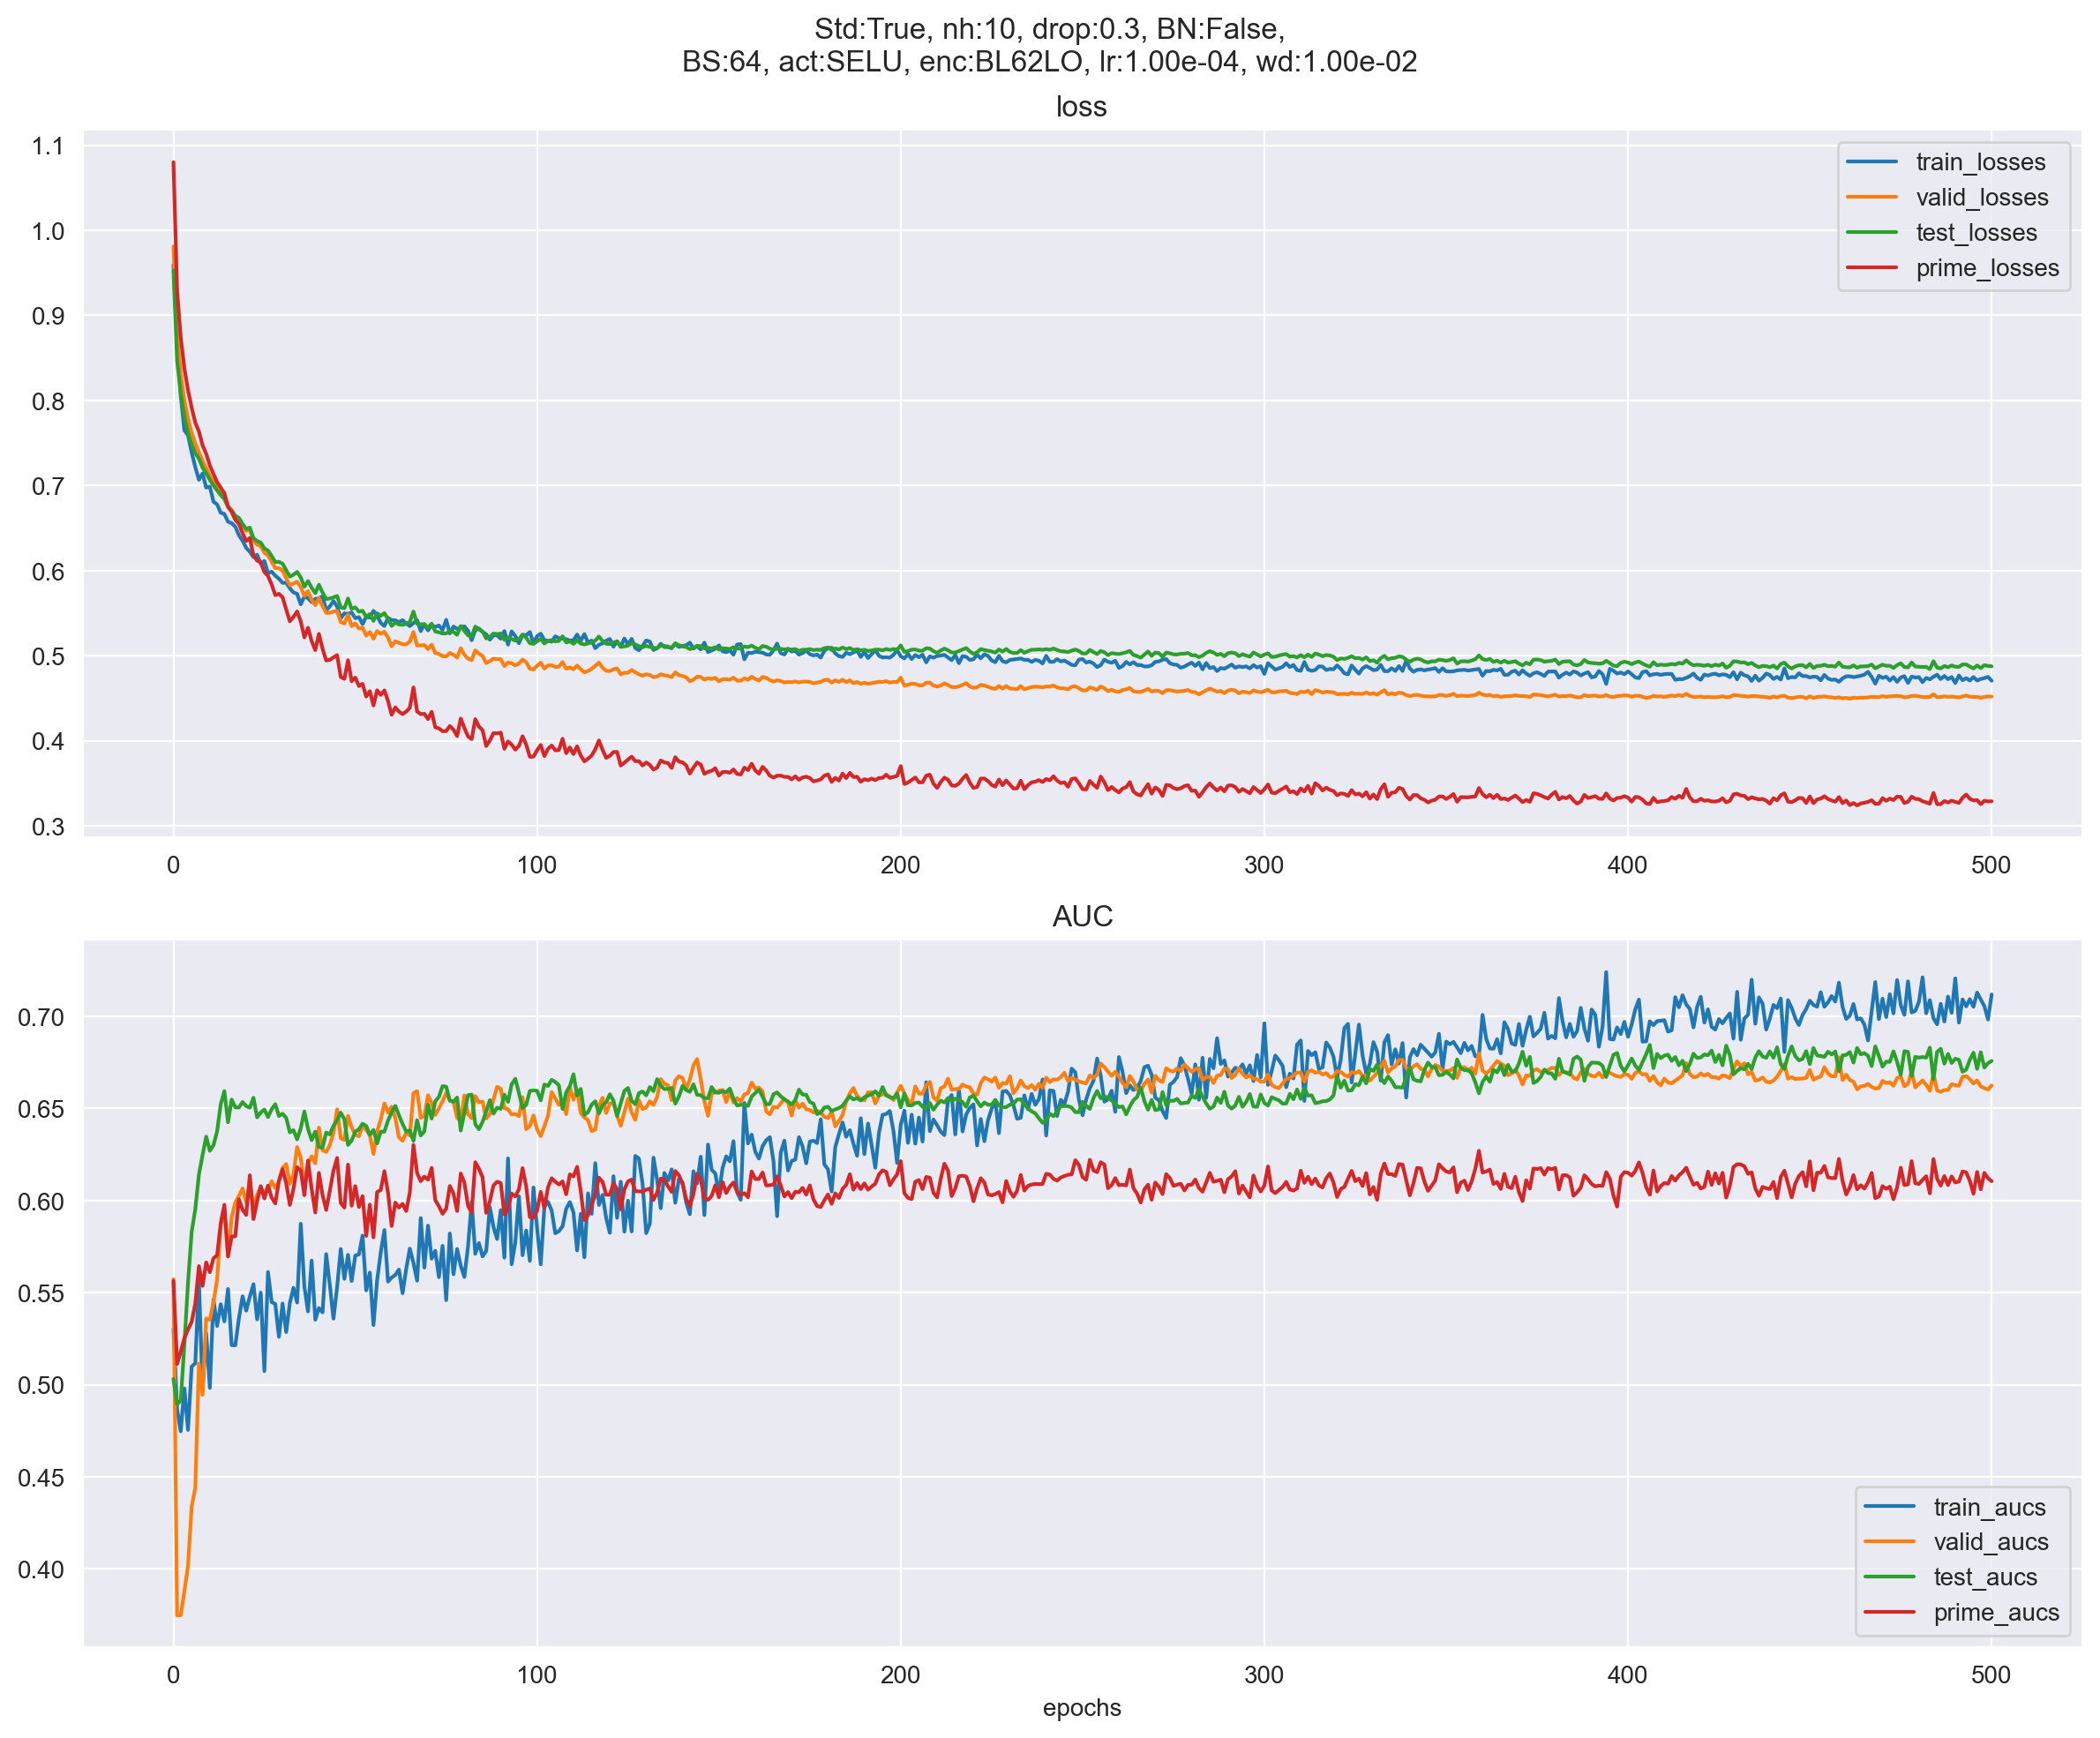 Std:True, nh:10, drop:0.3, BN:False,
BS:64, act:SELU, enc:BL62LO, lr:1.00e-04, wd:1.00e-02
loss
1.1
1.0
0.9
0.8
0.7
0.6
0.5
0.4
0.3
train_losses
valid_losses
test_losses
prime_losses
0 100 200 300 400 500
AUC
0.70
0.65
0.60
0.55
0.50
0.45
0.40
train_aucs
valid_aucs
test_aucs
prime_aucs
0 100 200 300 400 500
epochs